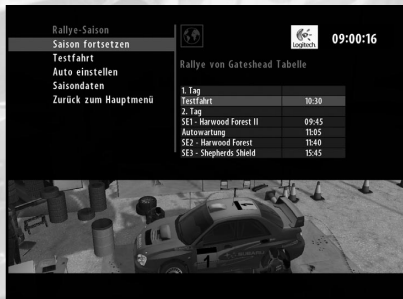 Rallye-Saison
Saison fortsetzen
Testfahrt
Auto einstellen
Saisondaten
Zurück zum Hauptmenü
Logitech
09:00:16
Rallye von Gateshead Tabelle
1. Tag
Testfahrt 10:30
2. Tag
SE1 - Harwood Forest II 09:45
Autowartung 11:05
SE2 - Harwood Forest 11:40
SE3 - Shepherds Shield 15:45
1